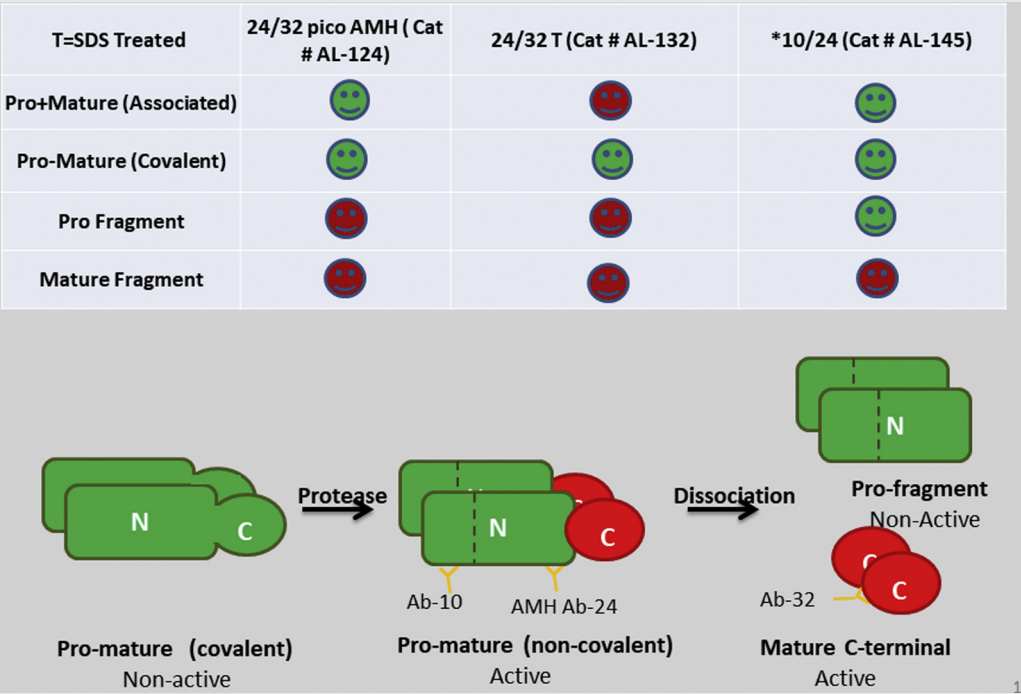 T=SDS Treated
24/32 pico AMH ( Cat
# AL-124)
24/32 T (Cat # AL-132)
*10/24 (Cat # AL-145)
Pro+Mature (Associated)
Pro-Mature (Covalent)
Pro Fragment
Mature Fragment
N
C
Protease
N
C
Ab-10
AMH Ab-24
Dissociation
N
Pro-fragment
Non-Active
C
C
Ab-32
Pro-mature (covalent)
Non-active
Pro-mature (non-covalent)
Active
Mature C-terminal
Active
1